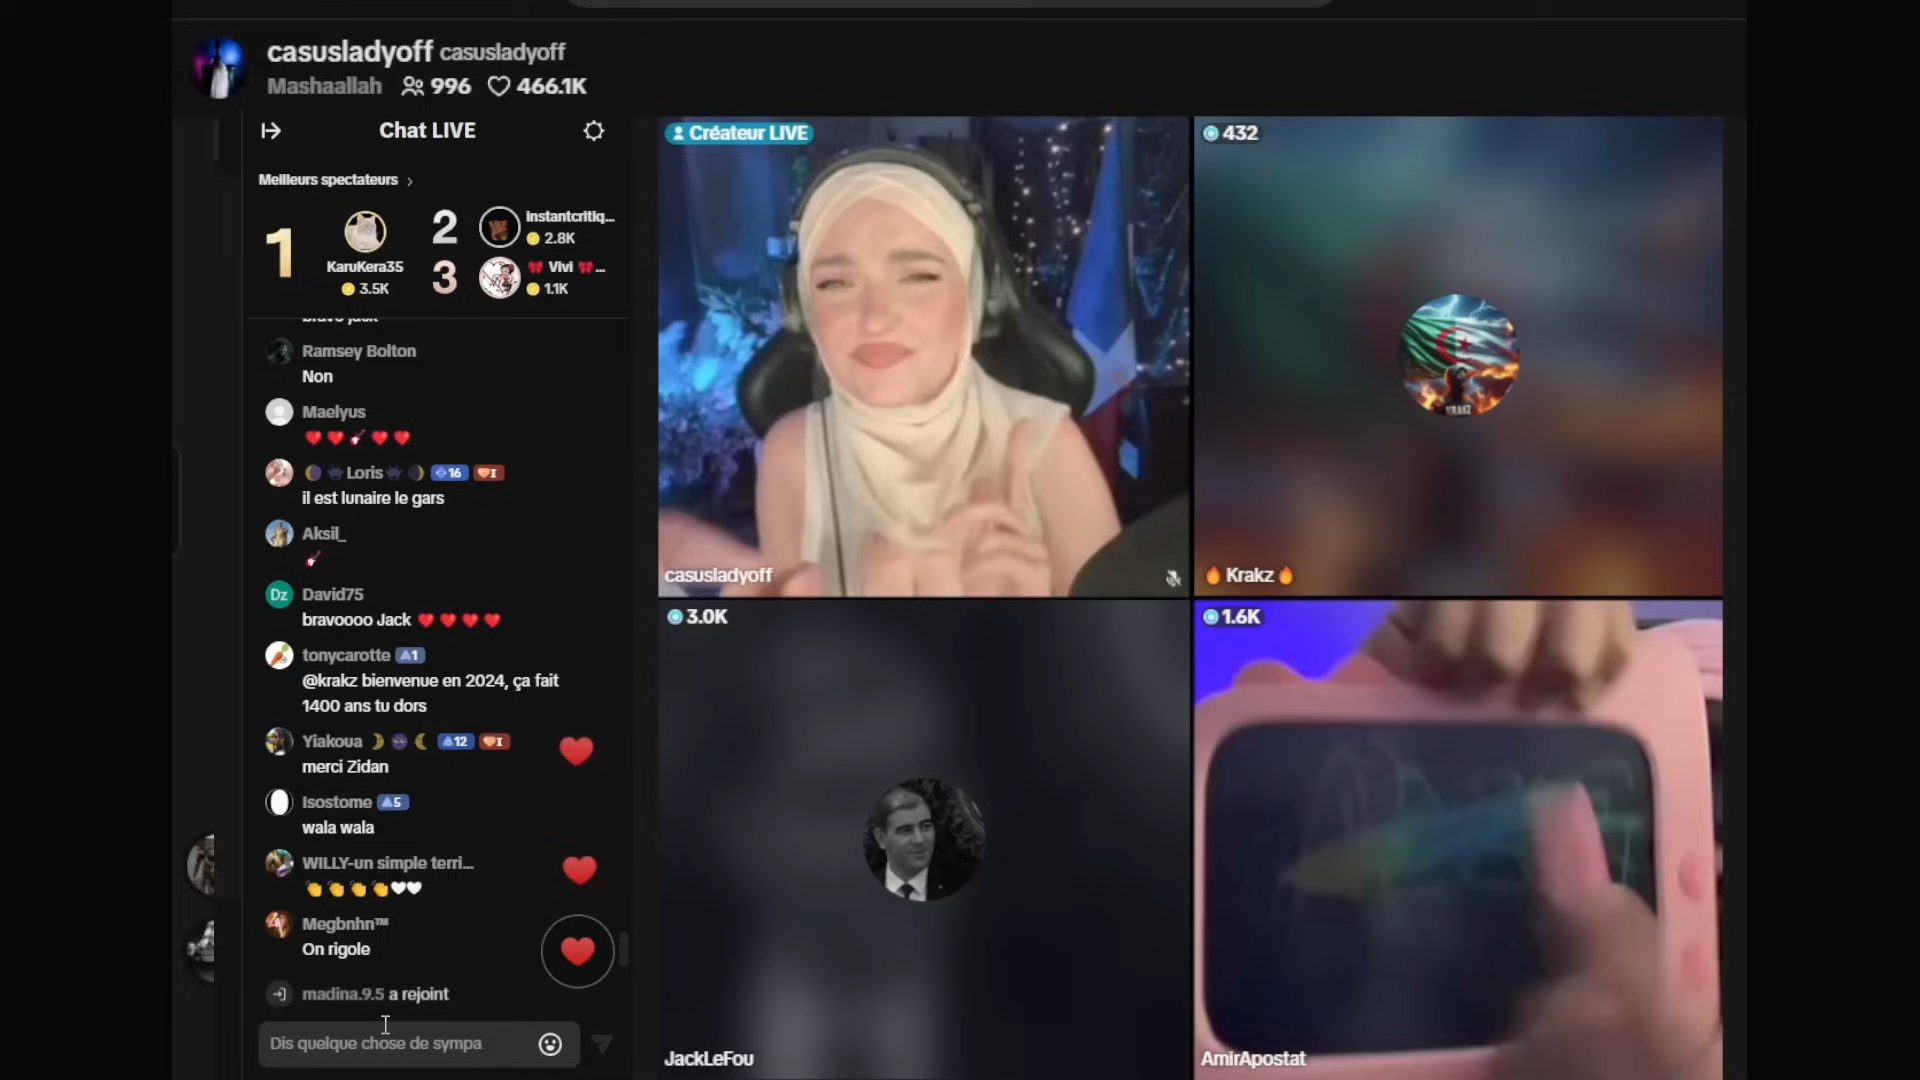 casusladyoff casusladyoff
Mashaallah 996 466.1K
Chat LIVE
Meilleurs spectateurs >
1
KaruKera35
3.5K
2
instantcritiq...
2.8K
3
Vivi ...
1.1K
bravo jack
Ramsey Bolton
Non
Maelyus
Loris 16 I
il est lunaire le gars
Aksil_
Dz David75
bravoooo Jack
tonycarotte 1
@krakz bienvenue en 2024, ça fait
1400 ans tu dors
Yiakoua 12 I
merci Zidan
Isostome 5
wala wala
WILLY-un simple terri...
Megbnhn™
On rigole
madina.9.5 a rejoint
Dis quelque chose de sympa
Créateur LIVE
casusladyoff
432
KRAKZ
Krakz
3.0K
JackLeFou
1.6K
AmirApostat